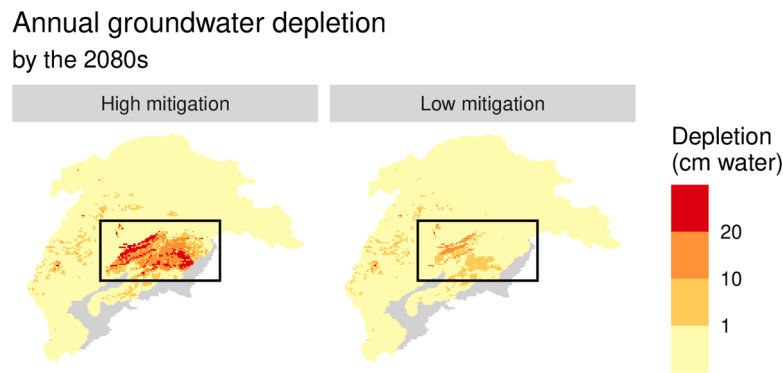 Annual groundwater depletion
by the 2080s
High mitigation
Low mitigation
Depletion
(cm water)
20
10
1